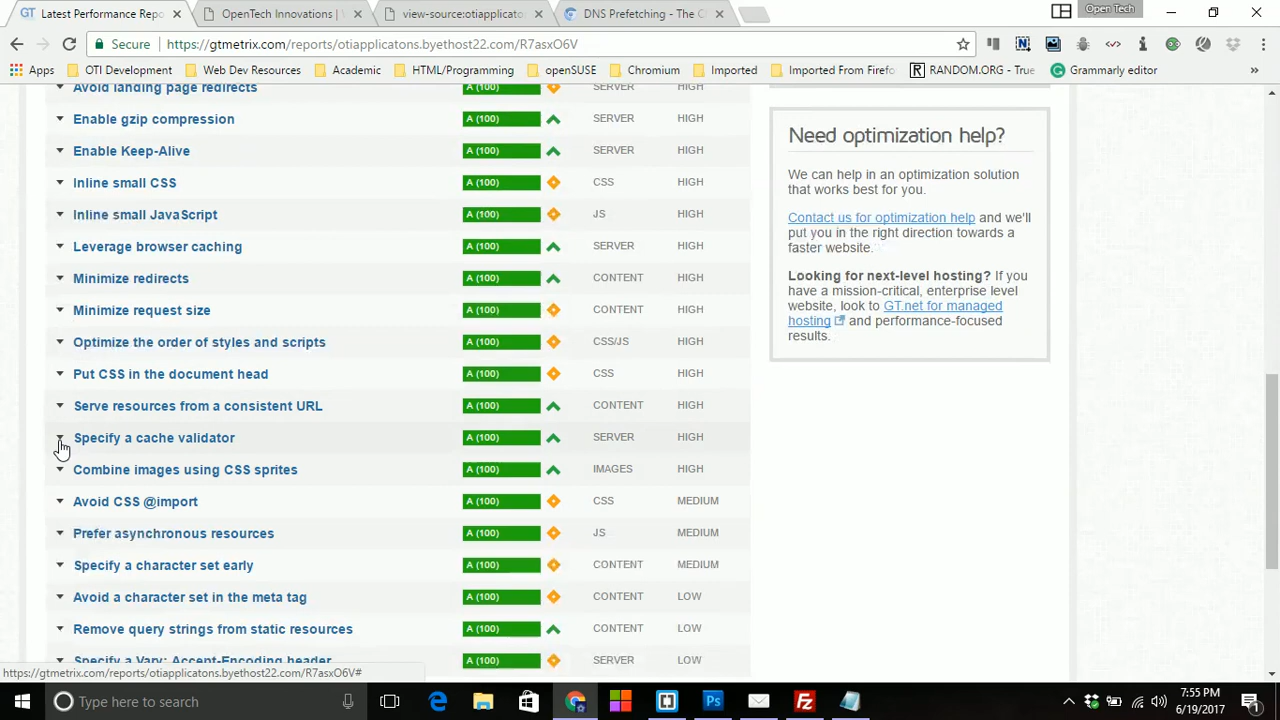 GT Latest Performance Repo
OpenTech Innovations | W
view-source:otiapplicato
DNS Prefetching - The C
Open Tech
Secure
https://gtmetrix.com/reports/otiapplicatons.byethost22.com/R7asxO6V
Apps
OTI Development
Web Dev Resources
Academic
HTML/Programming
openSUSE
Chromium
Imported
Imported From Firefo
RANDOM.ORG - True
Grammarly editor
»
Avoid landing page redirects A (100) SERVER HIGH
Enable gzip compression A (100) SERVER HIGH
Enable Keep-Alive A (100) SERVER HIGH
Inline small CSS A (100) CSS HIGH
Inline small JavaScript A (100) JS HIGH
Leverage browser caching A (100) SERVER HIGH
Minimize redirects A (100) CONTENT HIGH
Minimize request size A (100) CONTENT HIGH
Optimize the order of styles and scripts A (100) CSS/JS HIGH
Put CSS in the document head A (100) CSS HIGH
Serve resources from a consistent URL A (100) CONTENT HIGH
Specify a cache validator A (100) SERVER HIGH
Combine images using CSS sprites A (100) IMAGES HIGH
Avoid CSS @import A (100) CSS MEDIUM
Prefer asynchronous resources A (100) JS MEDIUM
Specify a character set early A (100) CONTENT MEDIUM
Avoid a character set in the meta tag A (100) CONTENT LOW
Remove query strings from static resources A (100) CONTENT LOW
Specify a Vary: Accept-Encoding header A (100) SERVER LOW
Need optimization help?
We can help in an optimization solution
that works best for you.
Contact us for optimization help and we'll
put you in the right direction towards a
faster website.
Looking for next-level hosting? If you
have a mission-critical, enterprise level
website, look to GT.net for managed
hosting and performance-focused
results.
https://gtmetrix.com/reports/otiapplicatons.byethost22.com/R7asxO6V#
Type here to search
7:55 PM
6/19/2017